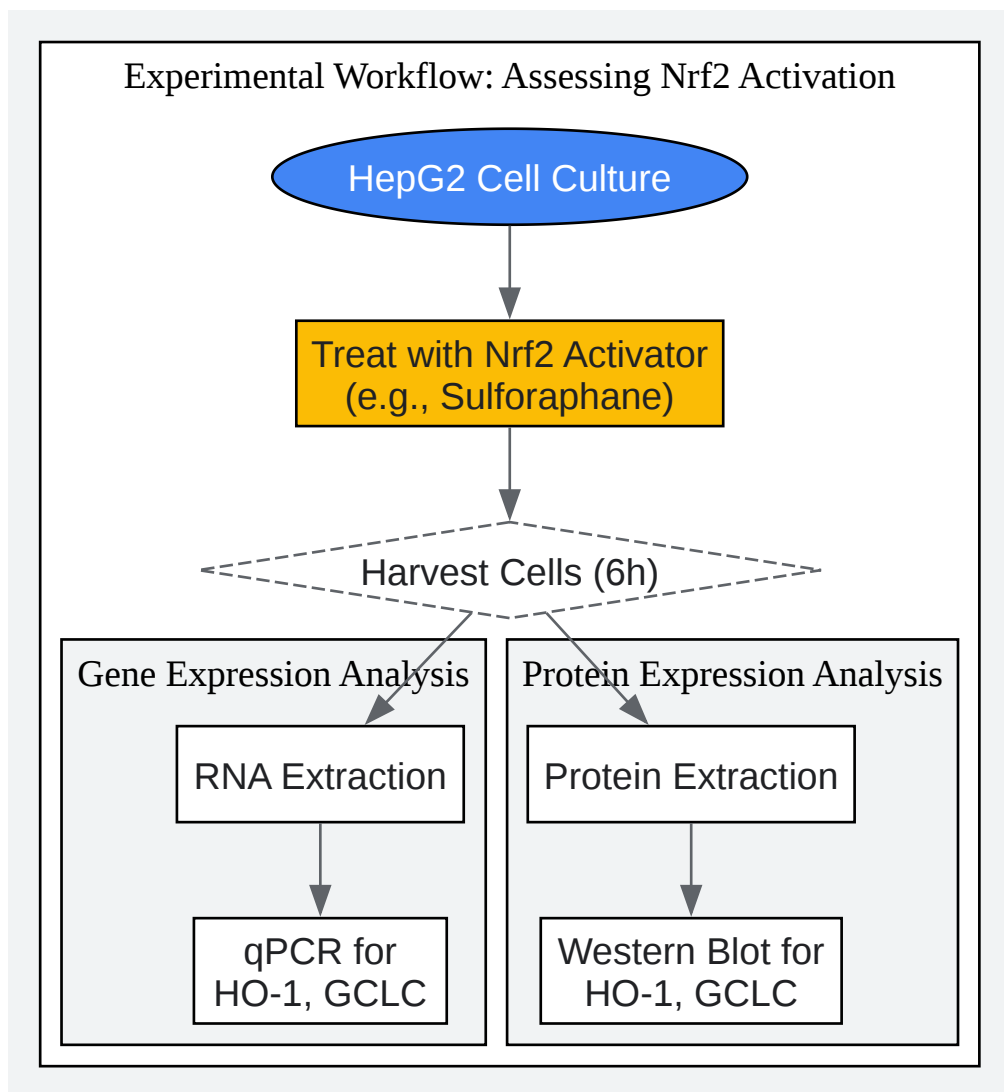 Experimental Workflow: Assessing Nrf2 Activation
HepG2 Cell Culture
Treat with Nrf2 Activator
(e.g., Sulforaphane)
Harvest Cells (6h)
Gene Expression Analysis
RNA Extraction
qPCR for
HO-1, GCLC
Protein Expression Analysis
Protein Extraction
Western Blot for
HO-1, GCLC